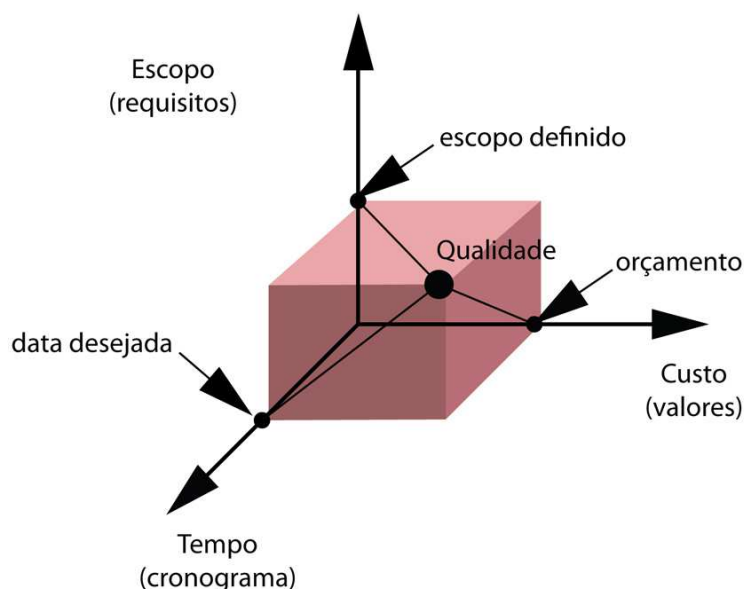 Escopo
(requisitos)
escopo definido
Qualidade
orçamento
data desejada
Custo
(valores)
Tempo
(cronograma)